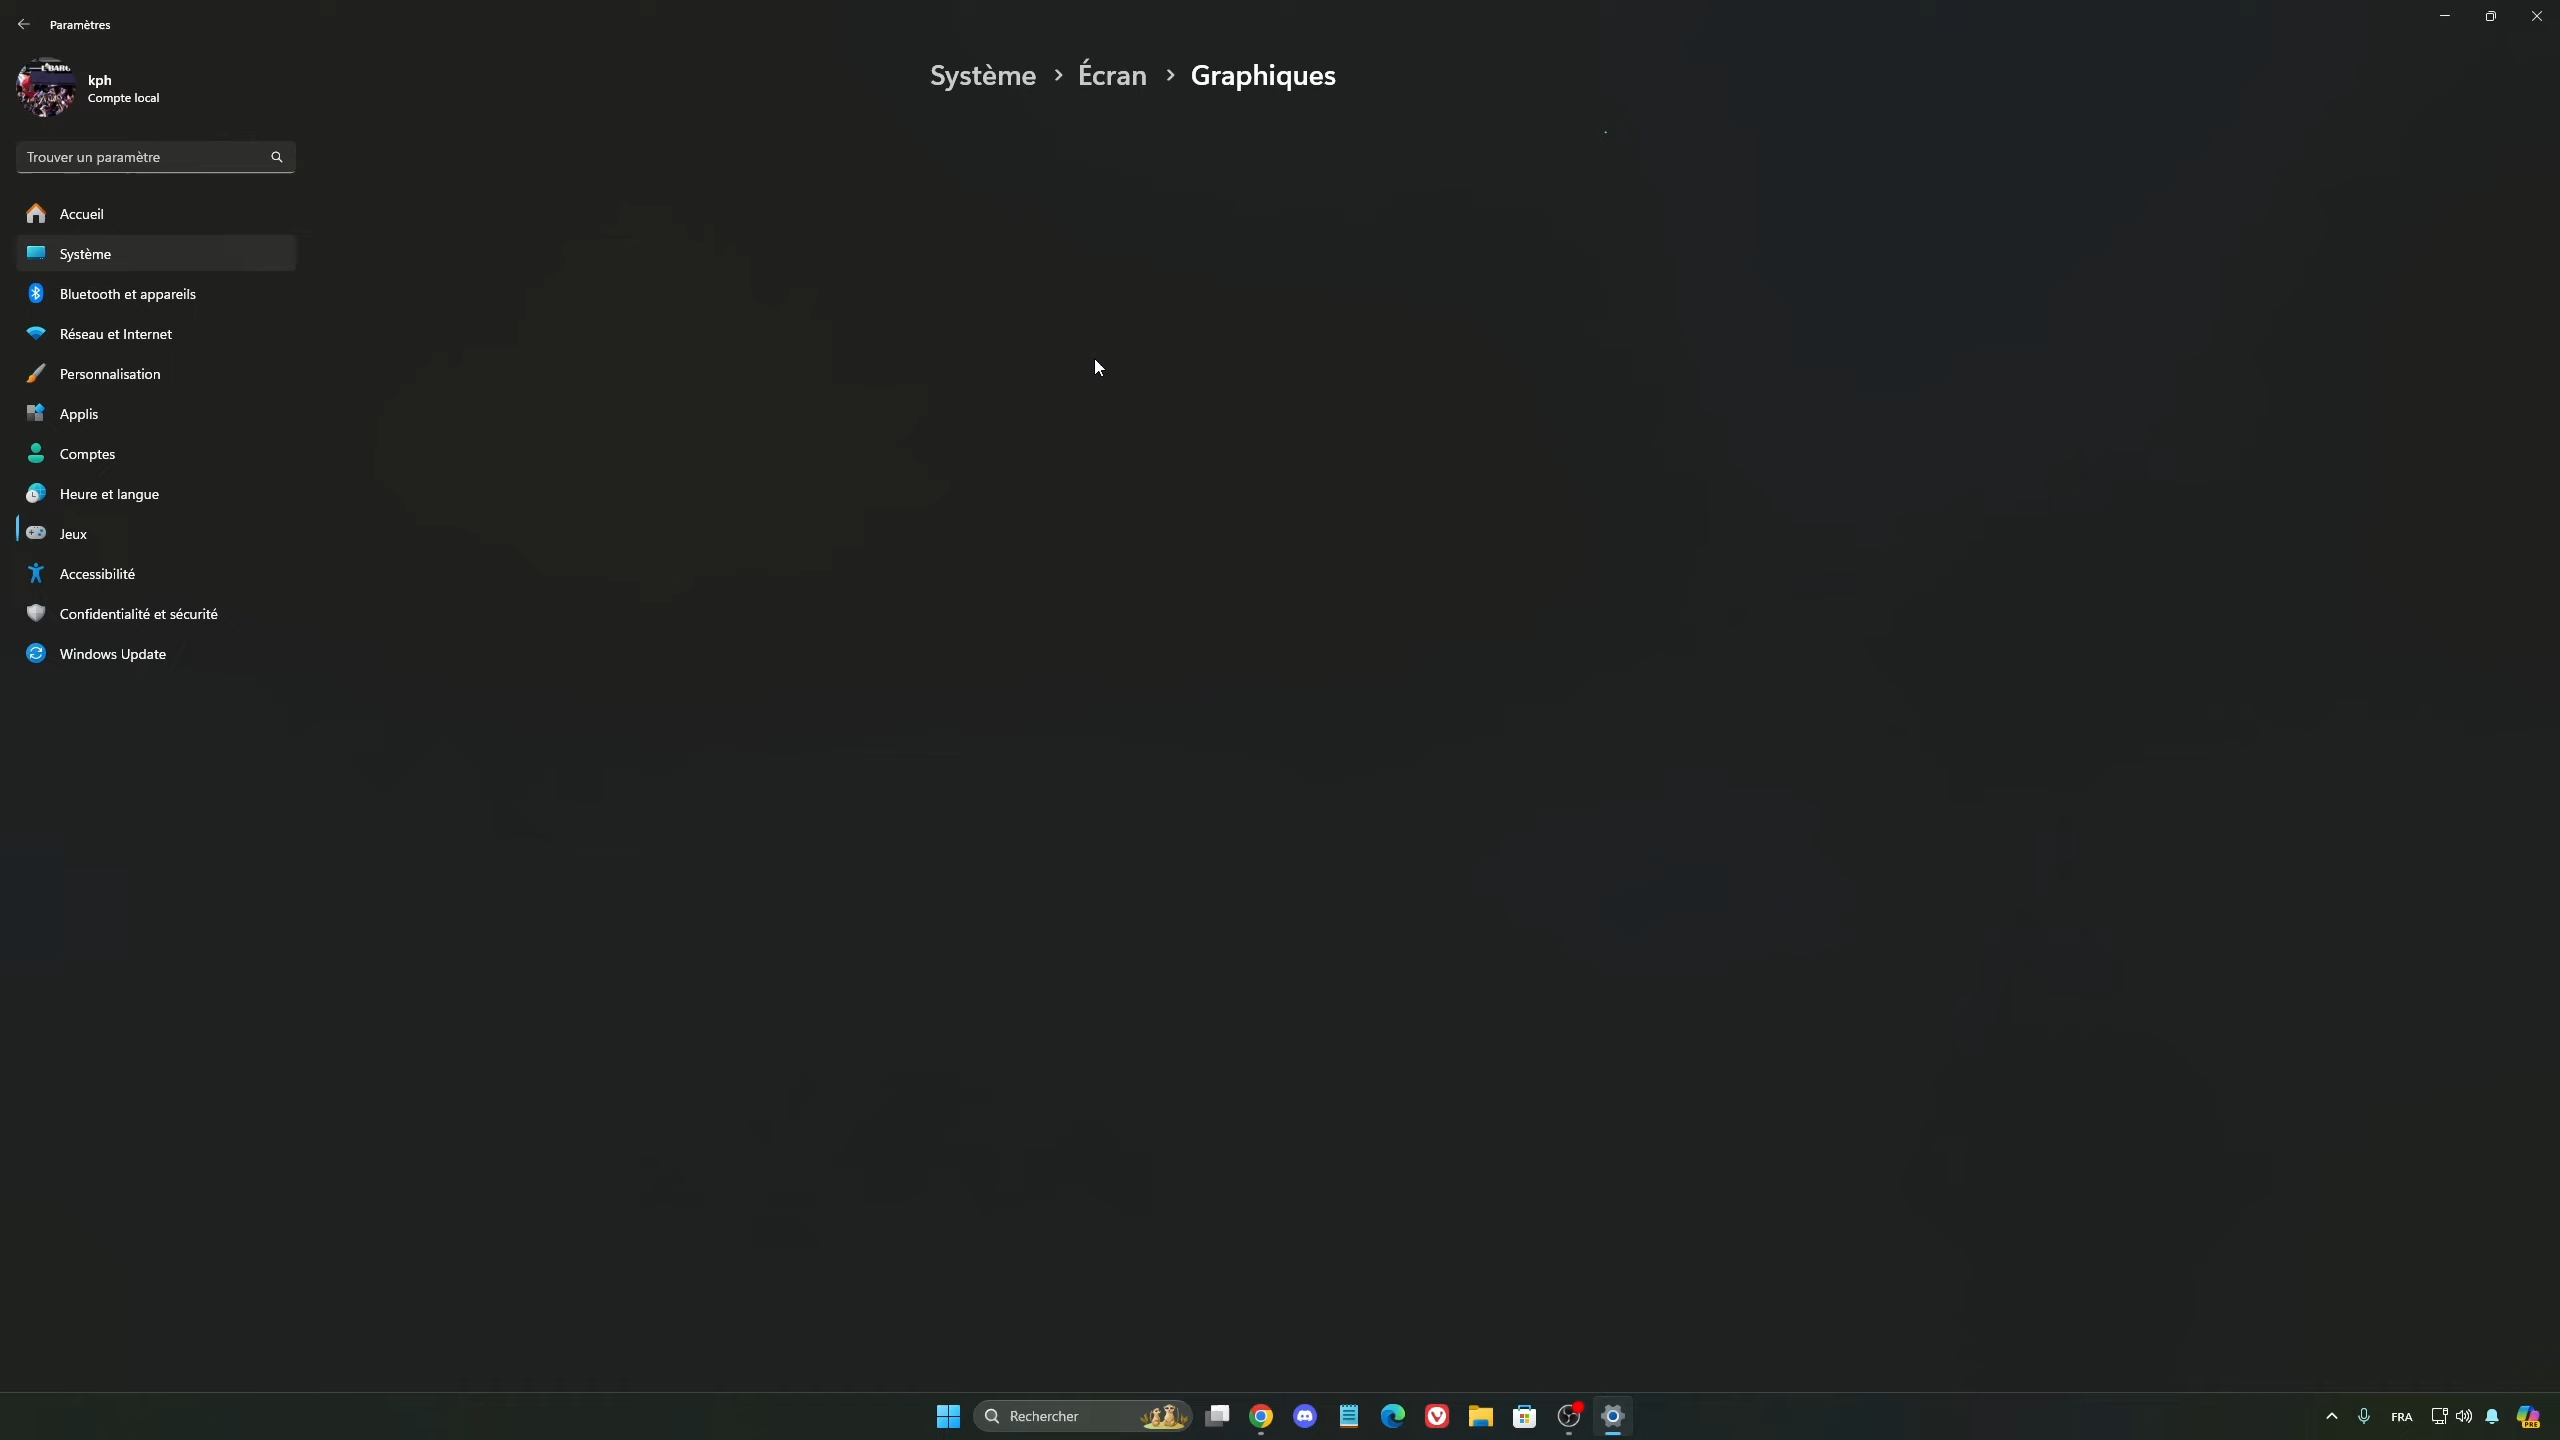 Paramètres
kph
Compte local
Système > Écran > Graphiques
Trouver un paramètre
Accueil
Système
Bluetooth et appareils
Réseau et Internet
Personnalisation
Applis
Comptes
Heure et langue
Jeux
Accessibilité
Confidentialité et sécurité
Windows Update
Rechercher
FRA
PRE